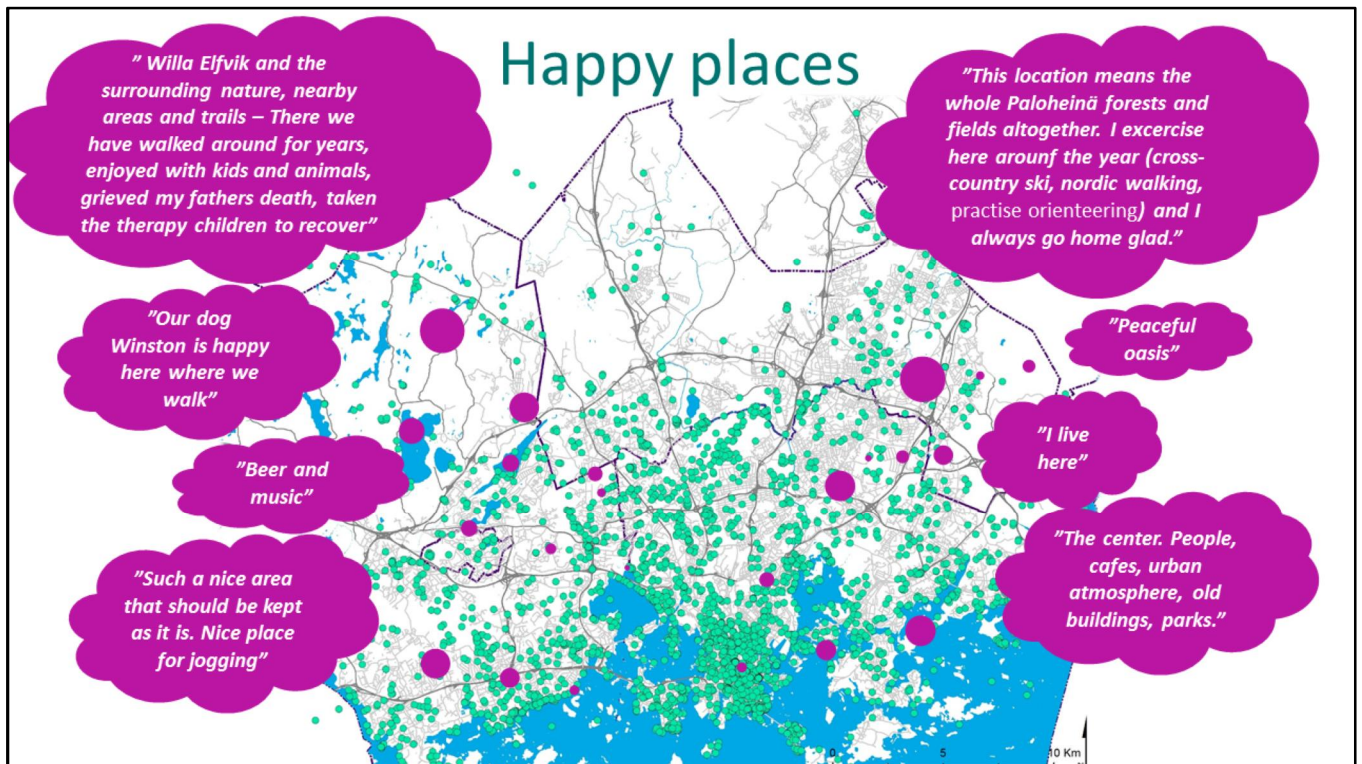 Happy places
” Willa Elfvik and the
surrounding nature, nearby
areas and trails – There we
have walked around for years,
enjoyed with kids and animals,
grieved my fathers death, taken
the therapy children to recover”
”This location means the
whole Paloheinä forests and
fields altogether. I excercise
here arounf the year (cross-
country ski, nordic walking,
practise orienteering) and I
always go home glad.”
”Our dog
Winston is happy
here where we
walk”
”Peaceful
oasis”
”Beer and
music”
”I live
here”
”Such a nice area
that should be kept
as it is. Nice place
for jogging”
”The center. People,
cafes, urban
atmosphere, old
buildings, parks.”
0 5 10 Km